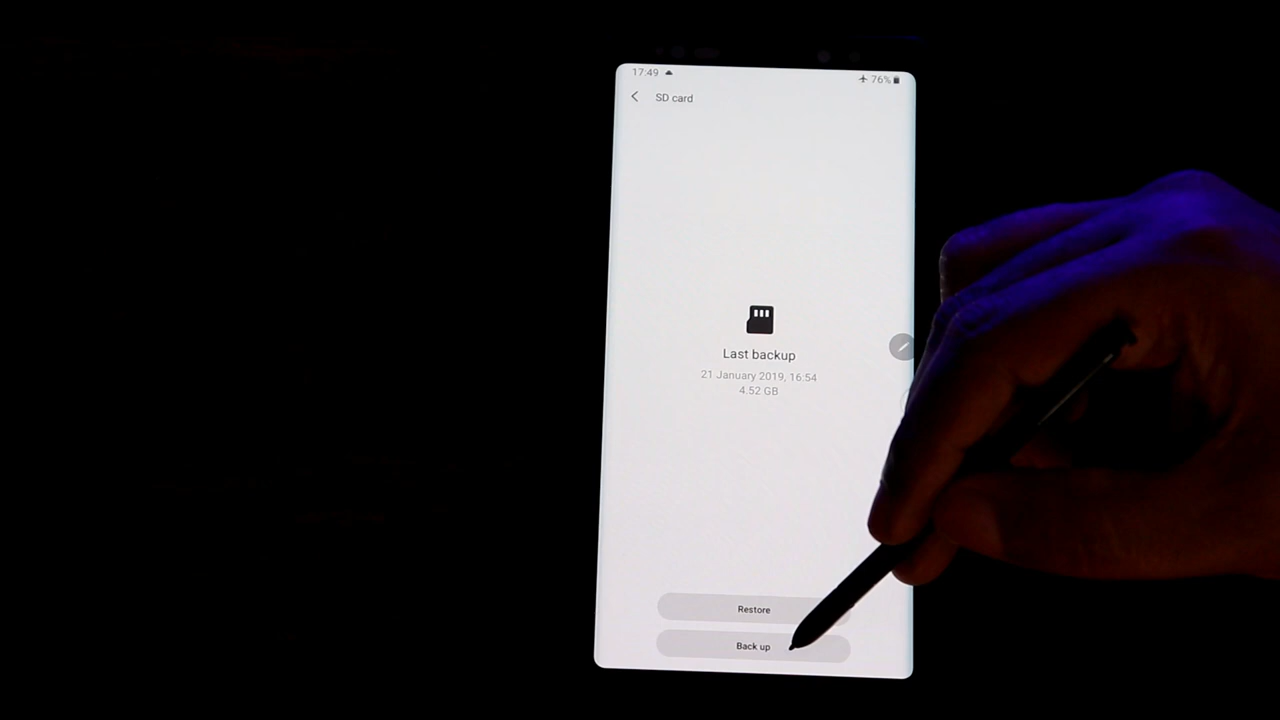 17:49 76%
SD card
Last backup
21 January 2019, 16:54
4.52 GB
Restore
Back up